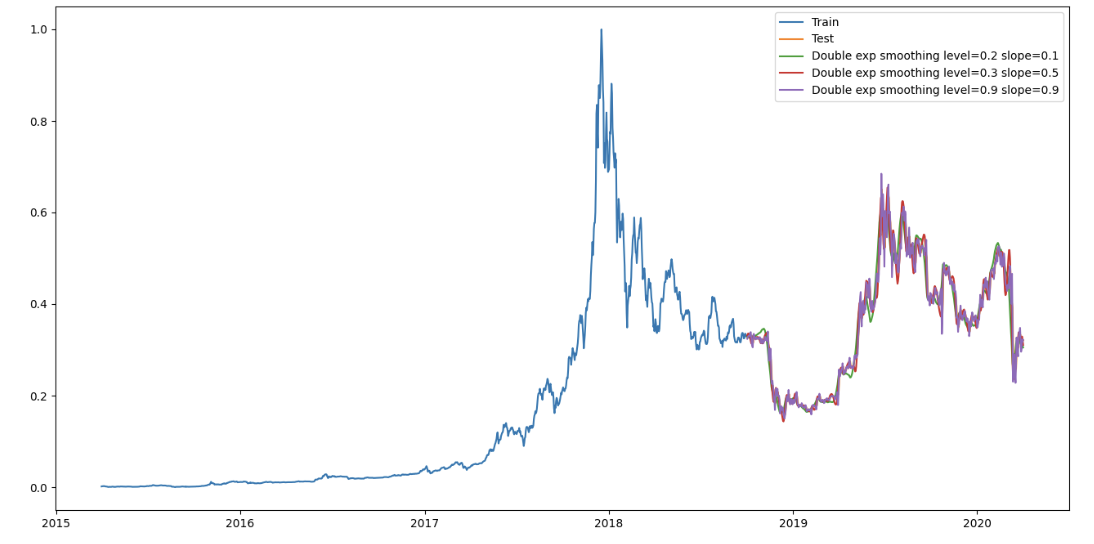 Train
Test
Double exp smoothing level=0.2 slope=0.1
Double exp smoothing level=0.3 slope=0.5
Double exp smoothing level=0.9 slope=0.9
1.0
0.8
0.6
0.4
0.2
0.0
2015 2016 2017 2018 2019 2020